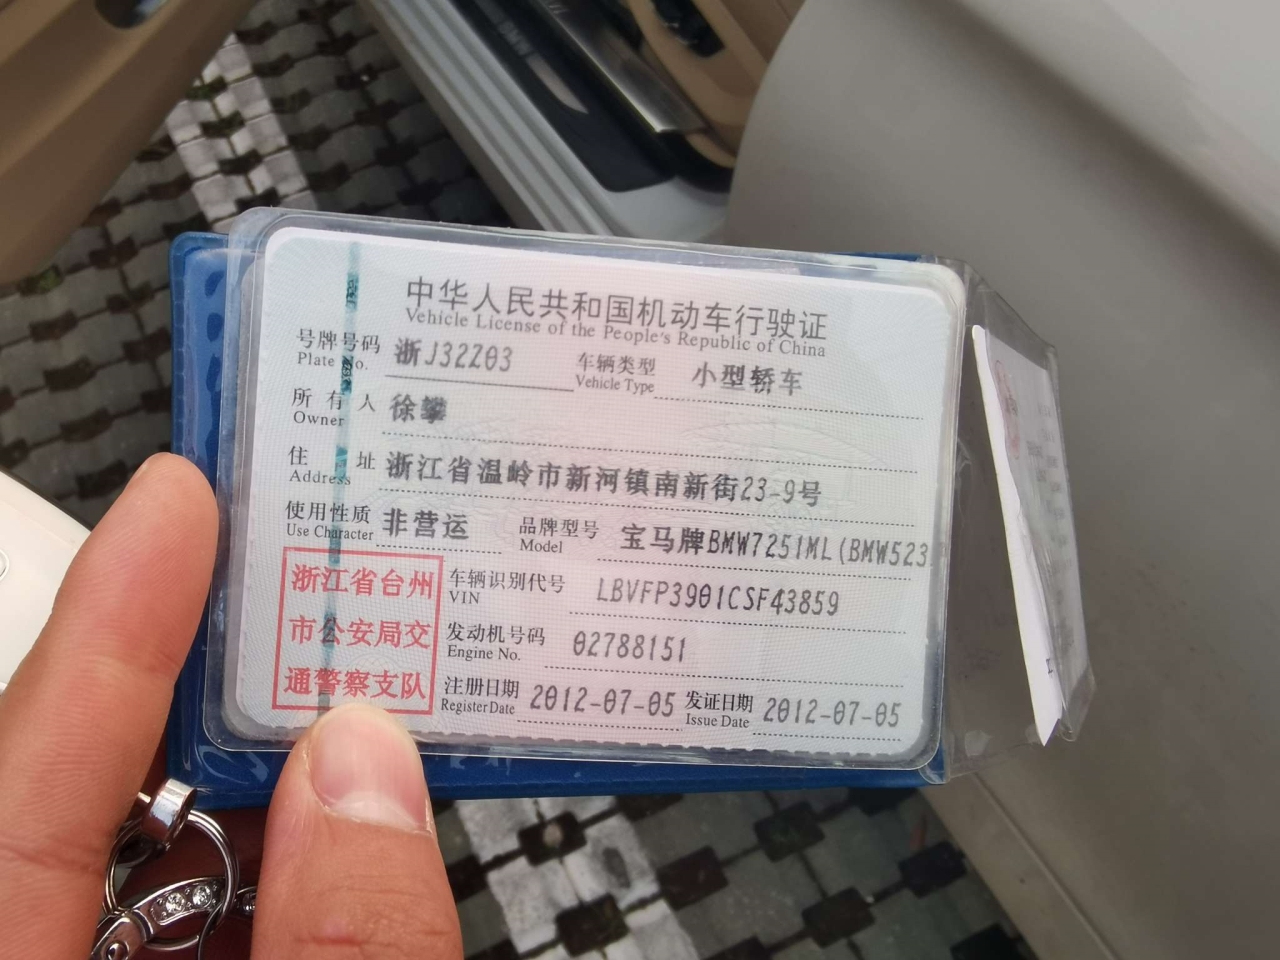 中华人民共和国机动车行驶证
Vehicle License of the People's Republic of China
号牌号码 浙J32Z03 车辆类型 小型轿车
Plate No. Vehicle Type
所有人 徐攀
Owner
住址 浙江省温岭市新河镇南新街23-9号
Address
使用性质 非营运 品牌型号 宝马牌BMW7251ML(BMW523
Use Character Model
浙江省台州
市公安局交
通警察支队
车辆识别代号 LBVFP3901CSF43859
VIN
发动机号码 02788151
Engine No.
注册日期 2012-07-05 发证日期 2012-07-05
Register Date Issue Date